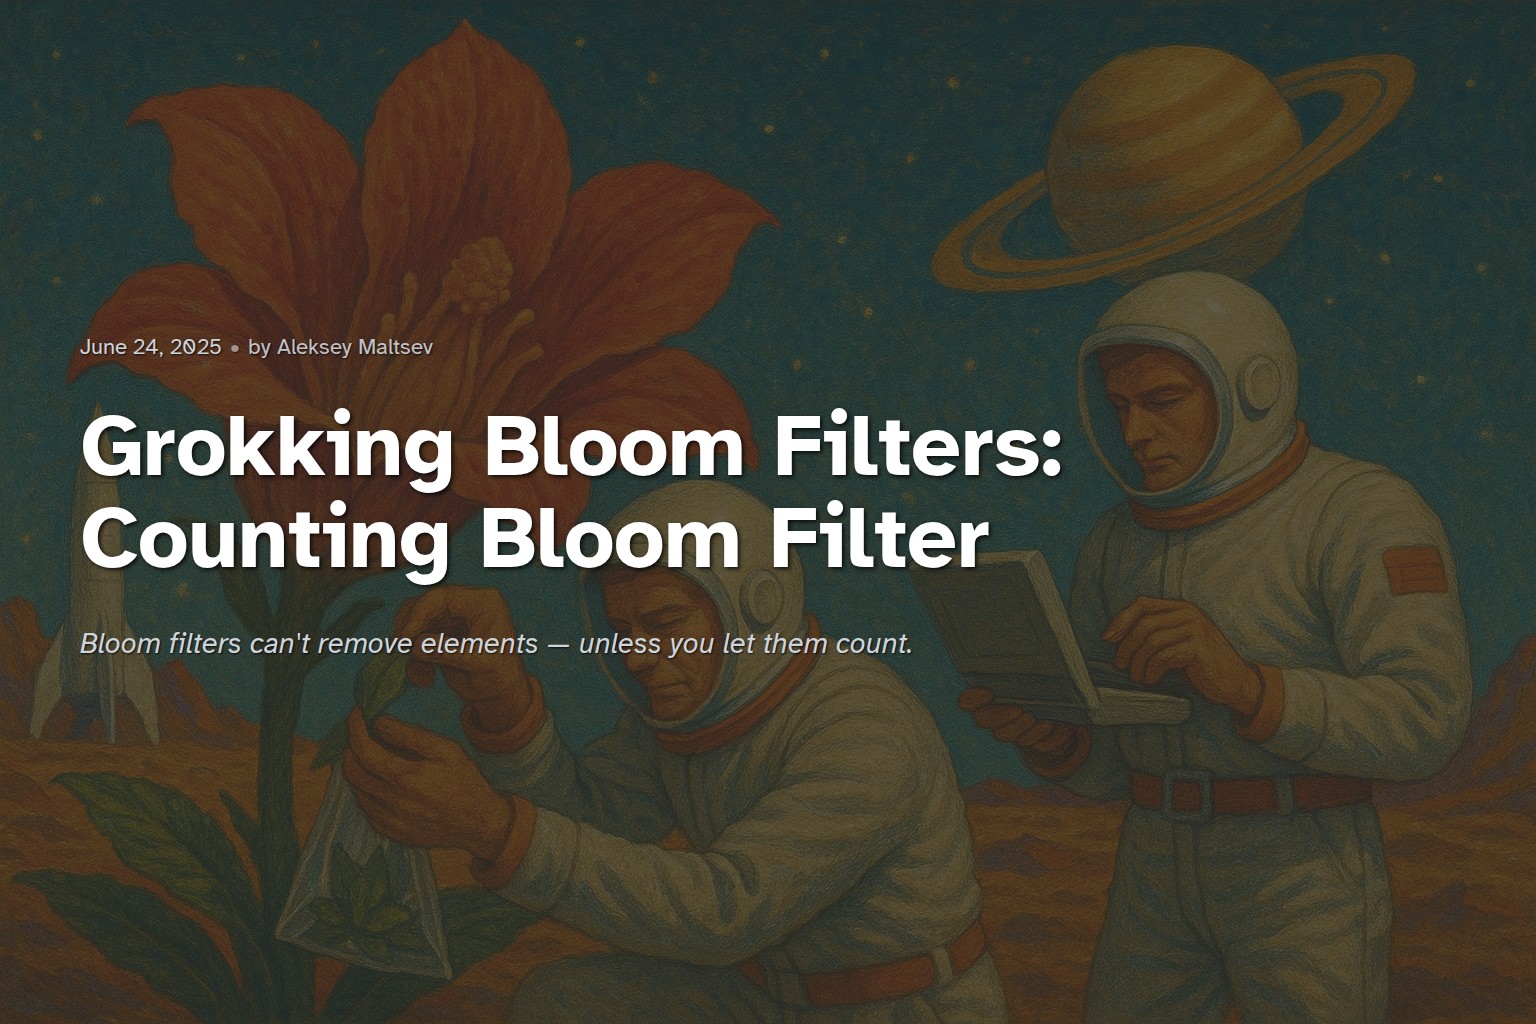 June 24, 2025 • by Aleksey Maltsev
Grokking Bloom Filters:
Counting Bloom Filter
Bloom filters can't remove elements — unless you let them count.